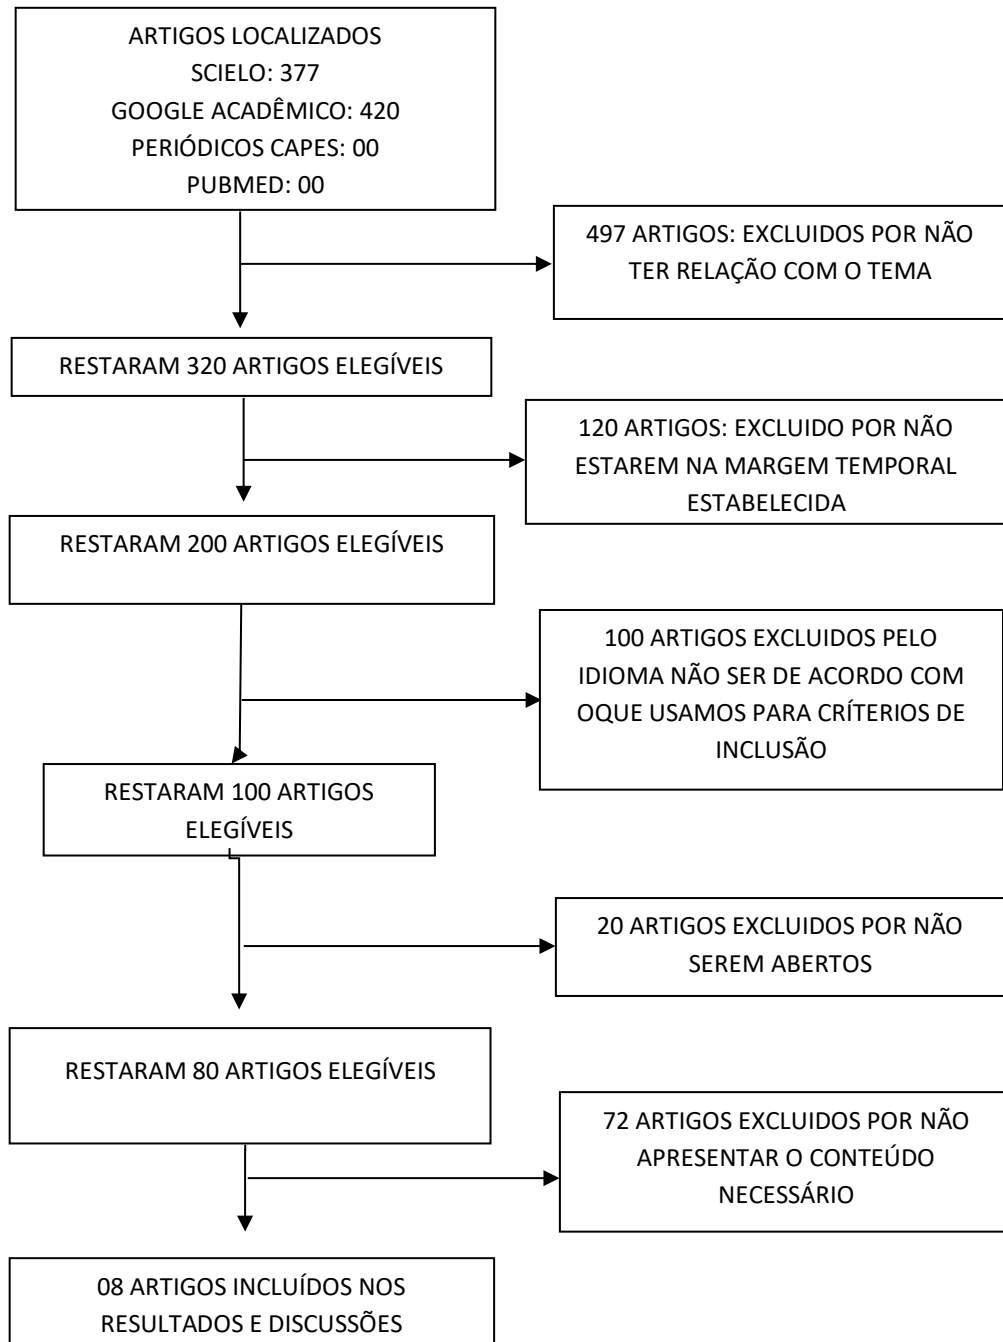 ARTIGOS LOCALIZADOS
SCIELO: 377
GOOGLE ACADÊMICO: 420
PERIÓDICOS CAPES: 00
PUBMED: 00
497 ARTIGOS: EXCLUIDOS POR NÃO
TER RELAÇÃO COM O TEMA
RESTARAM 320 ARTIGOS ELEGÍVEIS
120 ARTIGOS: EXCLUIDO POR NÃO
ESTAREM NA MARGEM TEMPORAL
ESTABELECIDA
RESTARAM 200 ARTIGOS ELEGÍVEIS
100 ARTIGOS EXCLUIDOS PELO
IDIOMA NÃO SER DE ACORDO COM
OQUE USAMOS PARA CRÍTERIOS DE
INCLUSÃO
RESTARAM 100 ARTIGOS
ELEGÍVEIS
20 ARTIGOS EXCLUIDOS POR NÃO
SEREM ABERTOS
RESTARAM 80 ARTIGOS ELEGÍVEIS
72 ARTIGOS EXCLUIDOS POR NÃO
APRESENTAR O CONTEÚDO
NECESSÁRIO
08 ARTIGOS INCLUÍDOS NOS
RESULTADOS E DISCUSSÕES